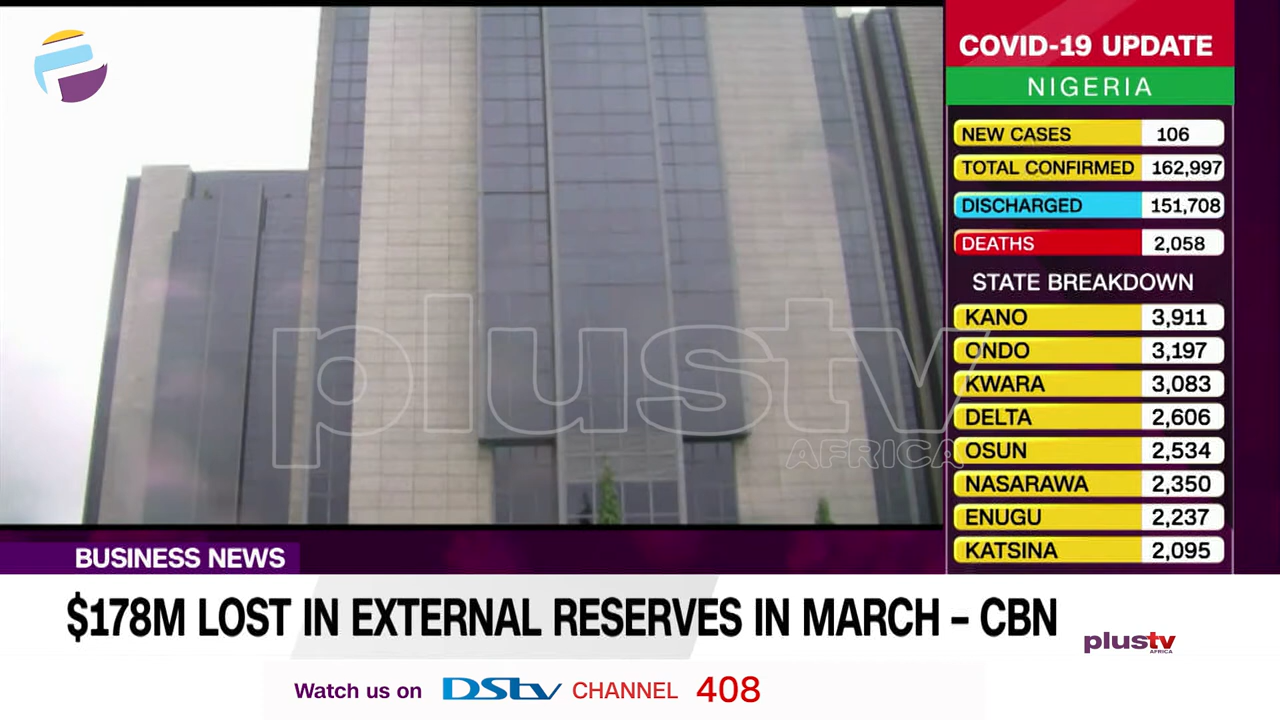 COVID-19 UPDATE
NIGERIA
NEW CASES 106
TOTAL CONFIRMED 162,997
DISCHARGED 151,708
DEATHS 2,058
STATE BREAKDOWN
KANO 3,911
ONDO 3,197
KWARA 3,083
DELTA 2,606
OSUN 2,534
NASARAWA 2,350
ENUGU 2,237
KATSINA 2,095
plustv
AFRICA
BUSINESS NEWS
$178M LOST IN EXTERNAL RESERVES IN MARCH – CBN
plustv
AFRICA
Watch us on DStv CHANNEL 408